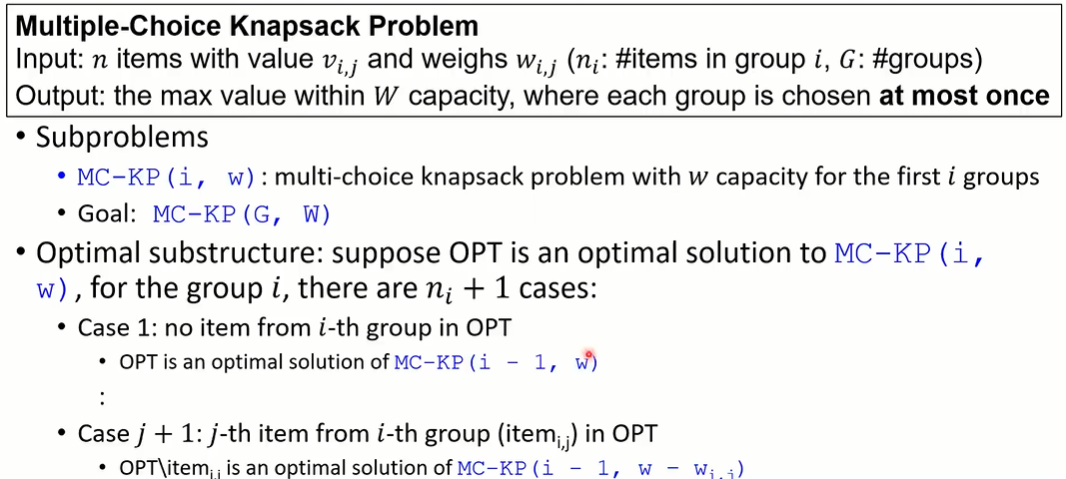 Multiple-Choice Knapsack Problem
Input: n items with value v_{i,j} and weighs w_{i,j} (n_i: #items in group i, G: #groups)
Output: the max value within W capacity, where each group is chosen at most once
• Subproblems
• MC-KP(i, w): multi-choice knapsack problem with w capacity for the first i groups
• Goal: MC-KP(G, W)
• Optimal substructure: suppose OPT is an optimal solution to MC-KP(i,
w), for the group i, there are n_i + 1 cases:
• Case 1: no item from i-th group in OPT
• OPT is an optimal solution of MC-KP(i - 1, w)
:
• Case j + 1: j-th item from i-th group (item_{i,j}) in OPT
• OPT\item_{i,j} is an optimal solution of MC-KP(i - 1, w - w_{i,j})